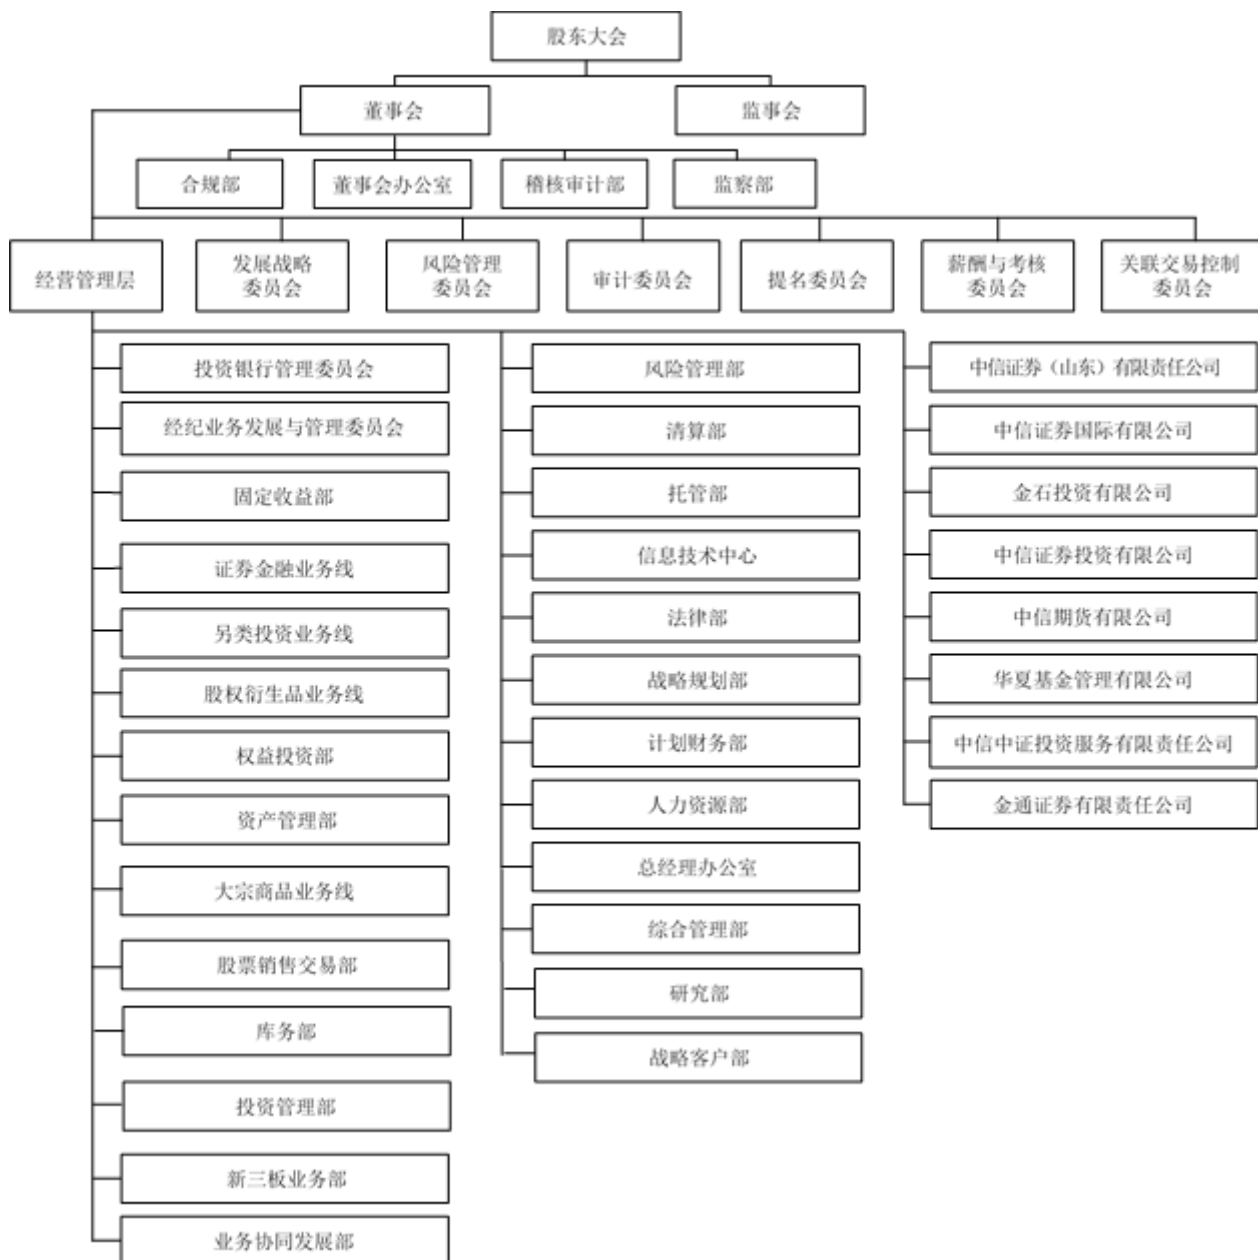 股东大会
董事会
监事会
合规部
董事会办公室
稽核审计部
监察部
经营管理层
发展战略
委员会
风险管理
委员会
审计委员会
提名委员会
薪酬与考核
委员会
关联交易控制
委员会
投资银行管理委员会
经纪业务发展与管理委员会
固定收益部
证券金融业务线
另类投资业务线
股权衍生品业务线
权益投资部
资产管理部
大宗商品业务线
股票销售交易部
库务部
投资管理部
新三板业务部
业务协同发展部
风险管理部
清算部
托管部
信息技术中心
法律部
战略规划部
计划财务部
人力资源部
总经理办公室
综合管理部
研究部
战略客户部
中信证券（山东）有限责任公司
中信证券国际有限公司
金石投资有限公司
中信证券投资有限公司
中信期货有限公司
华夏基金管理有限公司
中信中证投资服务有限责任公司
金通证券有限责任公司